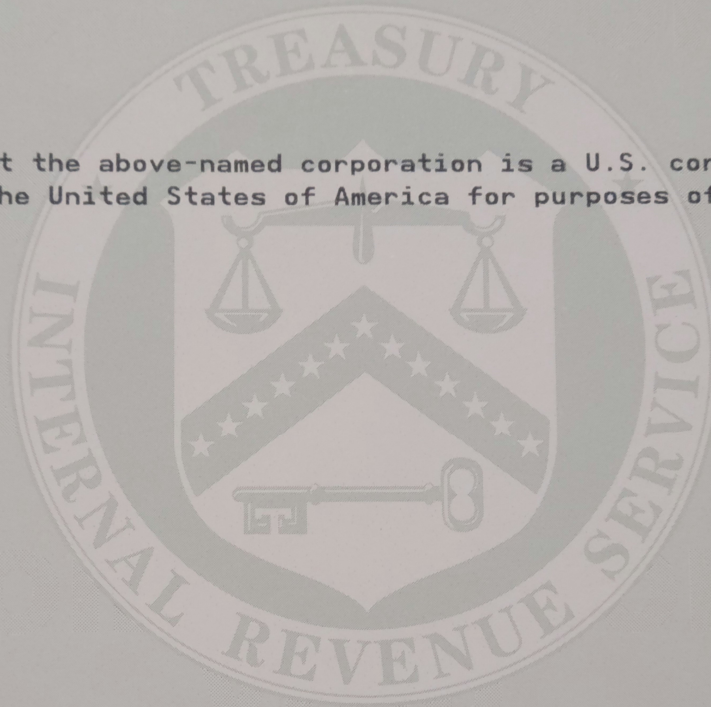 TREASURY
t the above-named corporation is a U.S. cor
he United States of America for purposes of
INTERNAL REVENUE SERVICE